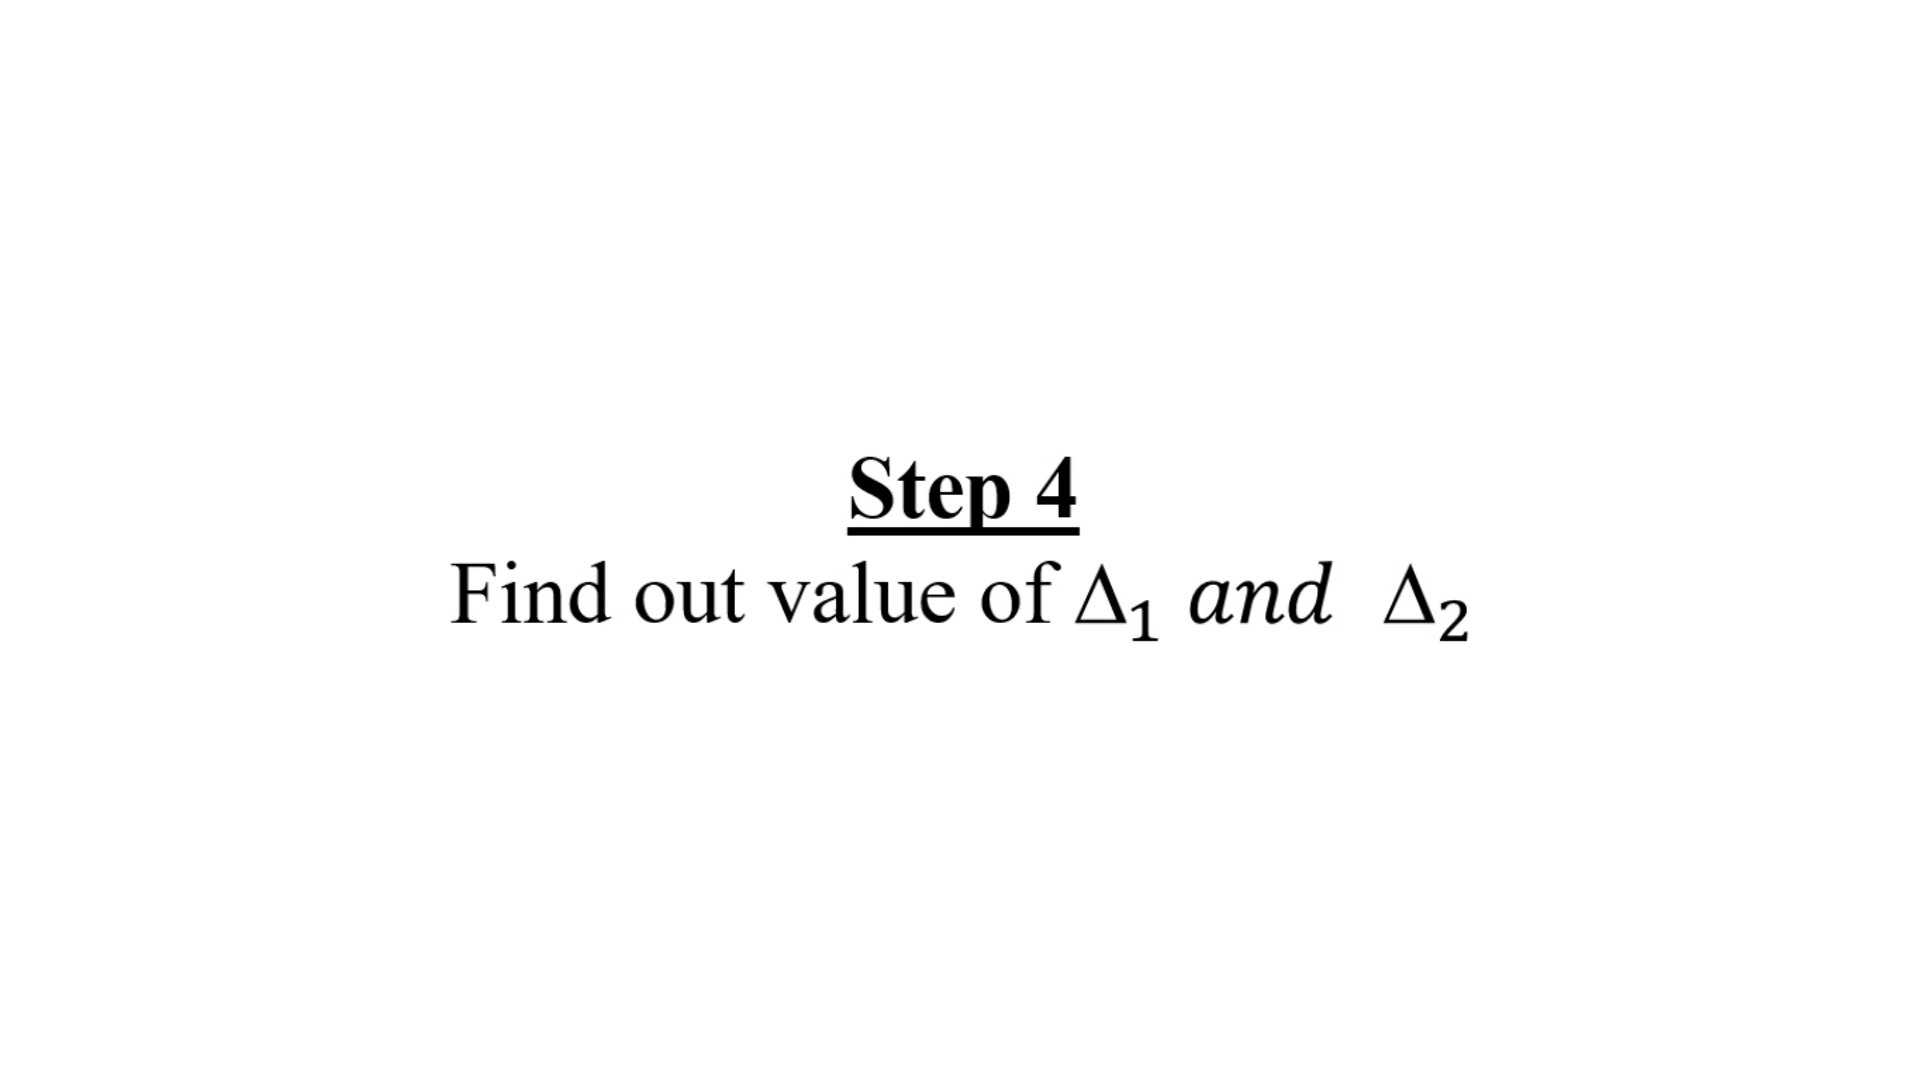 Step 4
Find out value of Δ₁ and Δ₂